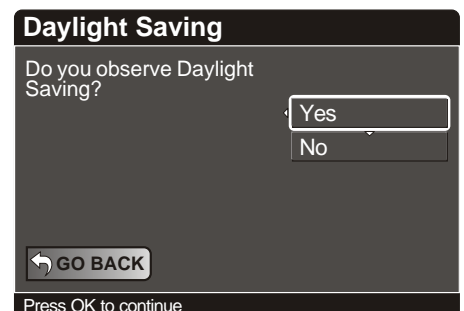 Daylight Saving
Do you observe Daylight
Saving?
Yes
No
GO BACK
Press OK to continue